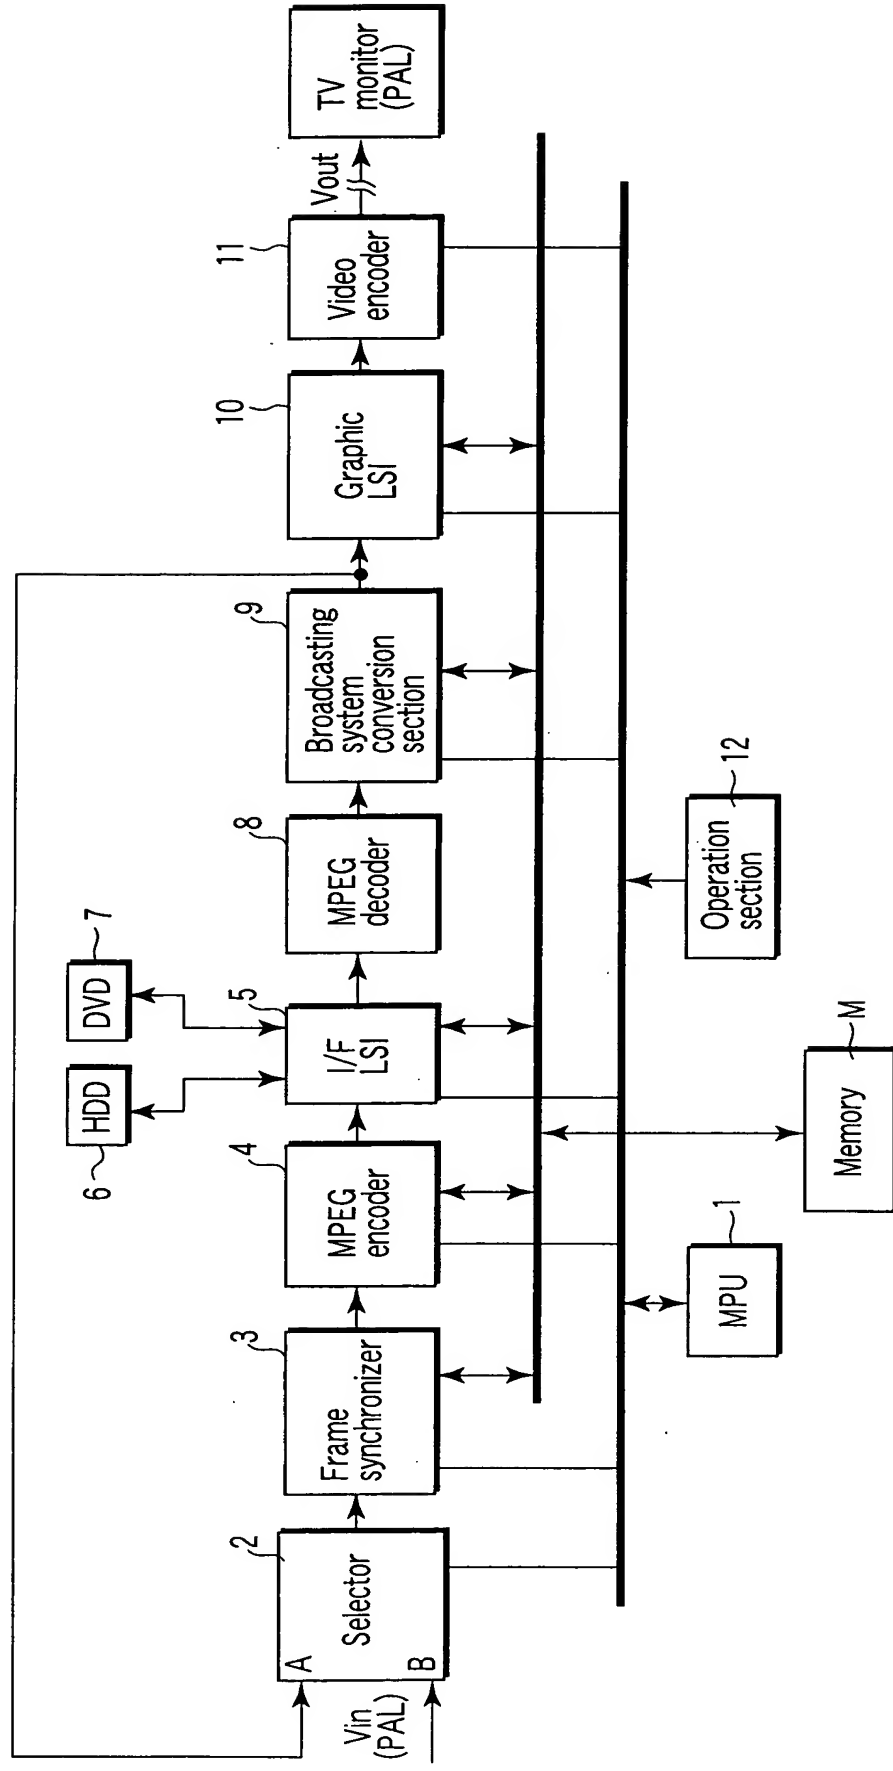 A
B
Vin
(PAL)
Selector
2
Frame
synchronizer
3
MPEG
encoder
4
I/F
LSI
5
HDD
6
DVD
7
MPEG
decoder
8
Broadcasting
system
conversion
section
9
Graphic
LSI
10
Video
encoder
11
Vout
TV
monitor
(PAL)
MPU
1
Memory
M
Operation
section
12